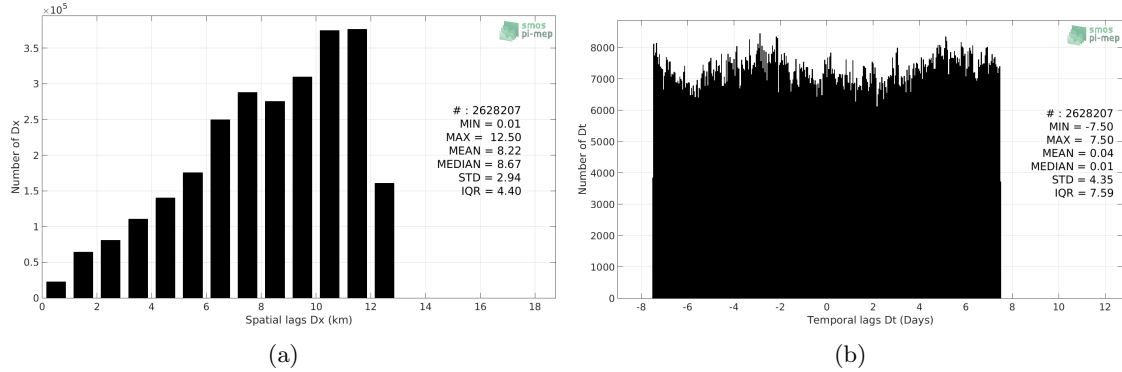 ×10⁵
3.5
3
2.5
2
1.5
1
0.5
0
Number of Dx
0 2 4 6 8 10 12 14 16 18
Spatial lags Dx (km)
smos
pi-mep
# : 2628207
MIN = 0.01
MAX = 12.50
MEAN = 8.22
MEDIAN = 8.67
STD = 2.94
IQR = 4.40
(a)
8000
7000
6000
5000
4000
3000
2000
1000
0
Number of Dt
-8 -6 -4 -2 0 2 4 6 8 10 12
Temporal lags Dt (Days)
smos
pi-mep
# : 2628207
MIN = -7.50
MAX = 7.50
MEAN = 0.04
MEDIAN = 0.01
STD = 4.35
IQR = 7.59
(b)